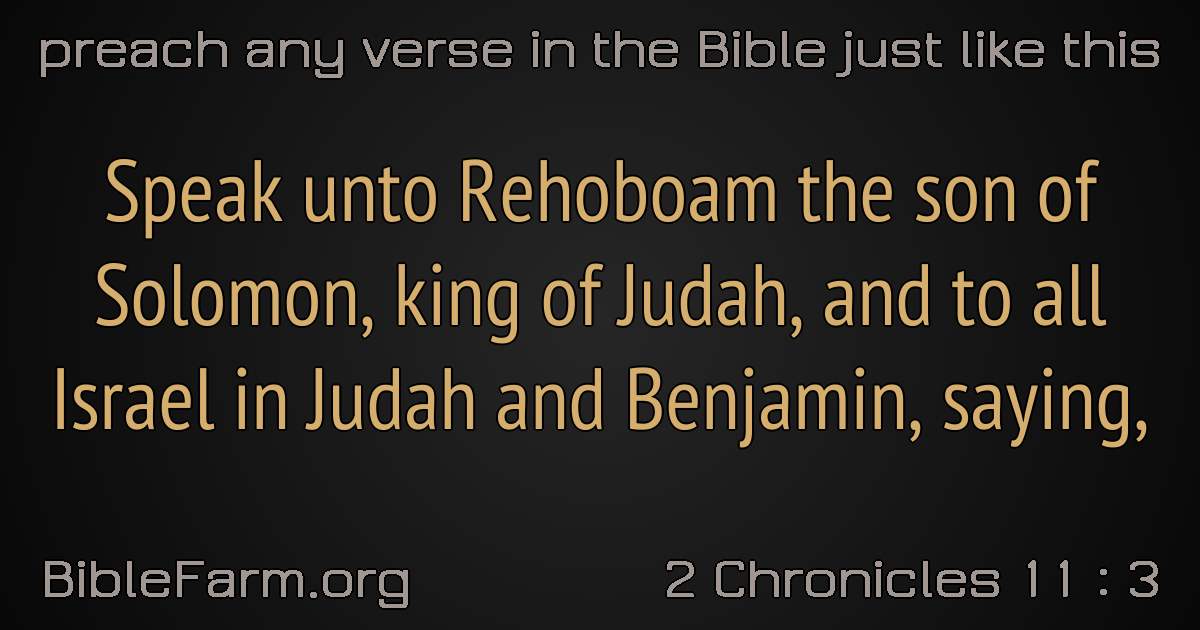 preach any verse in the Bible just like this
Speak unto Rehoboam the son of
Solomon, king of Judah, and to all
Israel in Judah and Benjamin, saying,
BibleFarm.org
2 Chronicles 11 : 3